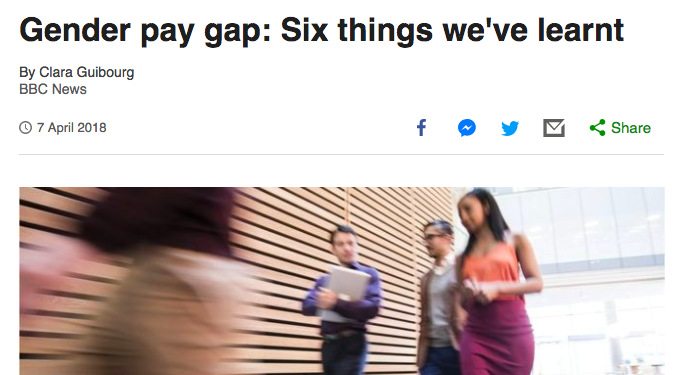 Gender pay gap: Six things we've learnt
By Clara Guibourg
BBC News
7 April 2018
Share